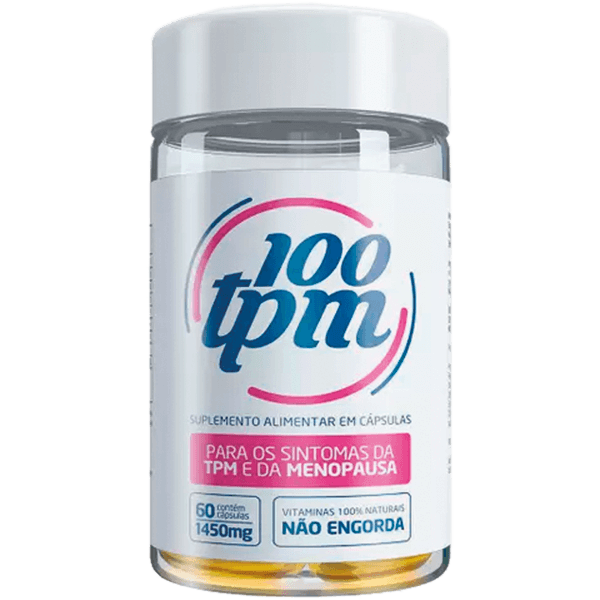 100
tpm
SUPLEMENTO ALIMENTAR EM CÁPSULAS
PARA OS SINTOMAS DA
TPM E DA MENOPAUSA
60 contém cápsulas
1450mg
VITAMINAS 100% NATURAIS
NÃO ENGORDA